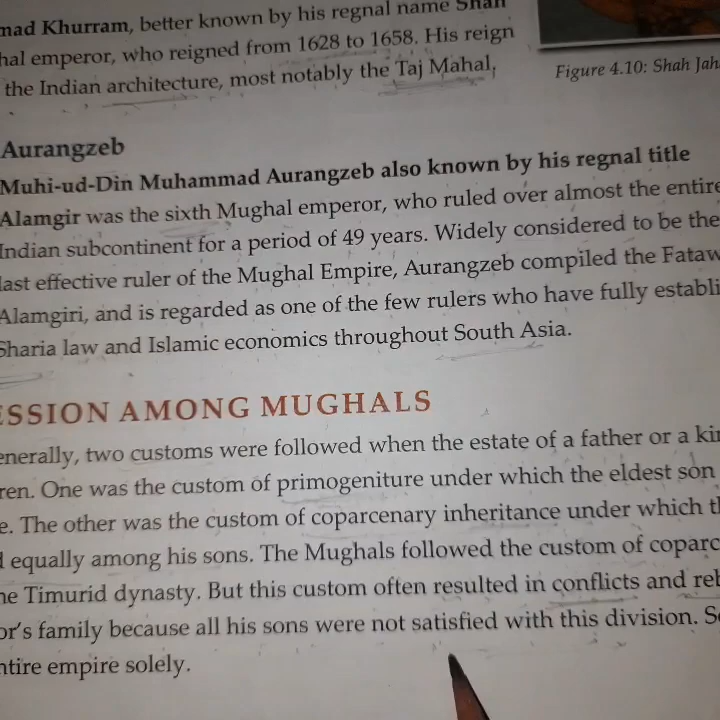 mad Khurram, better known by his regnal name Shah
hal emperor, who reigned from 1628 to 1658. His reign
the Indian architecture, most notably the Taj Mahal,
Figure 4.10: Shah Jah
Aurangzeb
Muhi-ud-Din Muhammad Aurangzeb also known by his regnal title
Alamgir was the sixth Mughal emperor, who ruled over almost the entire
Indian subcontinent for a period of 49 years. Widely considered to be the
last effective ruler of the Mughal Empire, Aurangzeb compiled the Fataw
Alamgiri, and is regarded as one of the few rulers who have fully establi
Sharia law and Islamic economics throughout South Asia.
ESSION AMONG MUGHALS
enerally, two customs were followed when the estate of a father or a kin
ren. One was the custom of primogeniture under which the eldest son
e. The other was the custom of coparcenary inheritance under which th
d equally among his sons. The Mughals followed the custom of coparc
he Timurid dynasty. But this custom often resulted in conflicts and reb
or's family because all his sons were not satisfied with this division. So
ntire empire solely.